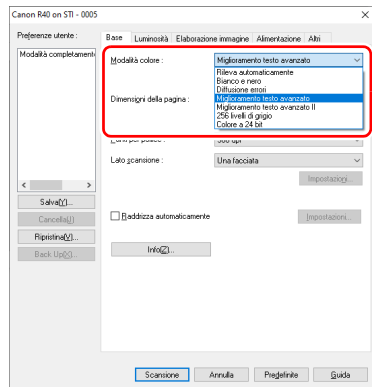 Canon R40 on STI - 0005
Preferenze utente :
Modalità completamente
Salva(Y)...
Cancella(J)
Ripristina(V)...
Back Up(X)...
Base Luminosità Elaborazione immagine Alimentazione Altri
Modalità colore : Miglioramento testo avanzato
Rileva automaticamente
Bianco e nero
Diffusione errori
Miglioramento testo avanzato
Miglioramento testo avanzato II
256 livelli di grigio
Colore a 24 bit
Dimensioni della pagina :
Lato scansione : Una facciata
Impostazioni...
Raddrizza automaticamente
Impostazioni...
Info(Z)...
Scansione Annulla Predefinite Guida